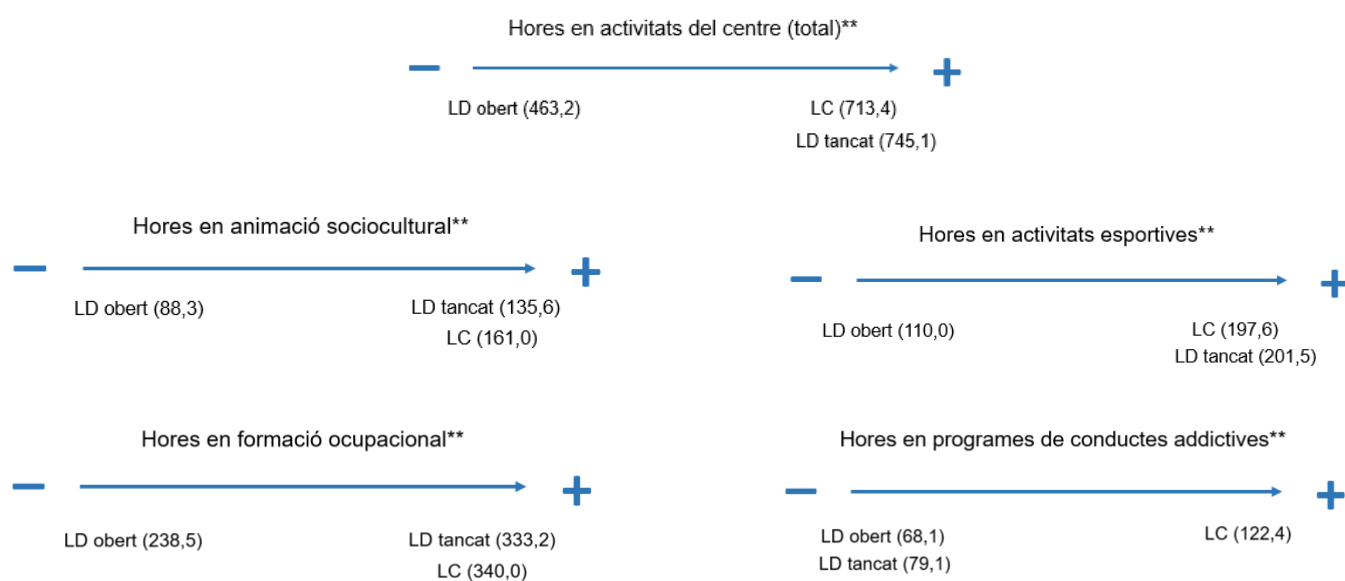 Hores en activitats del centre (total)**
LD obert (463,2)
LC (713,4)
LD tancat (745,1)
Hores en animació sociocultural**
LD obert (88,3)
LD tancat (135,6)
LC (161,0)
Hores en activitats esportives**
LD obert (110,0)
LC (197,6)
LD tancat (201,5)
Hores en formació ocupacional**
LD obert (238,5)
LD tancat (333,2)
LC (340,0)
Hores en programes de conductes addictives**
LD obert (68,1)
LD tancat (79,1)
LC (122,4)